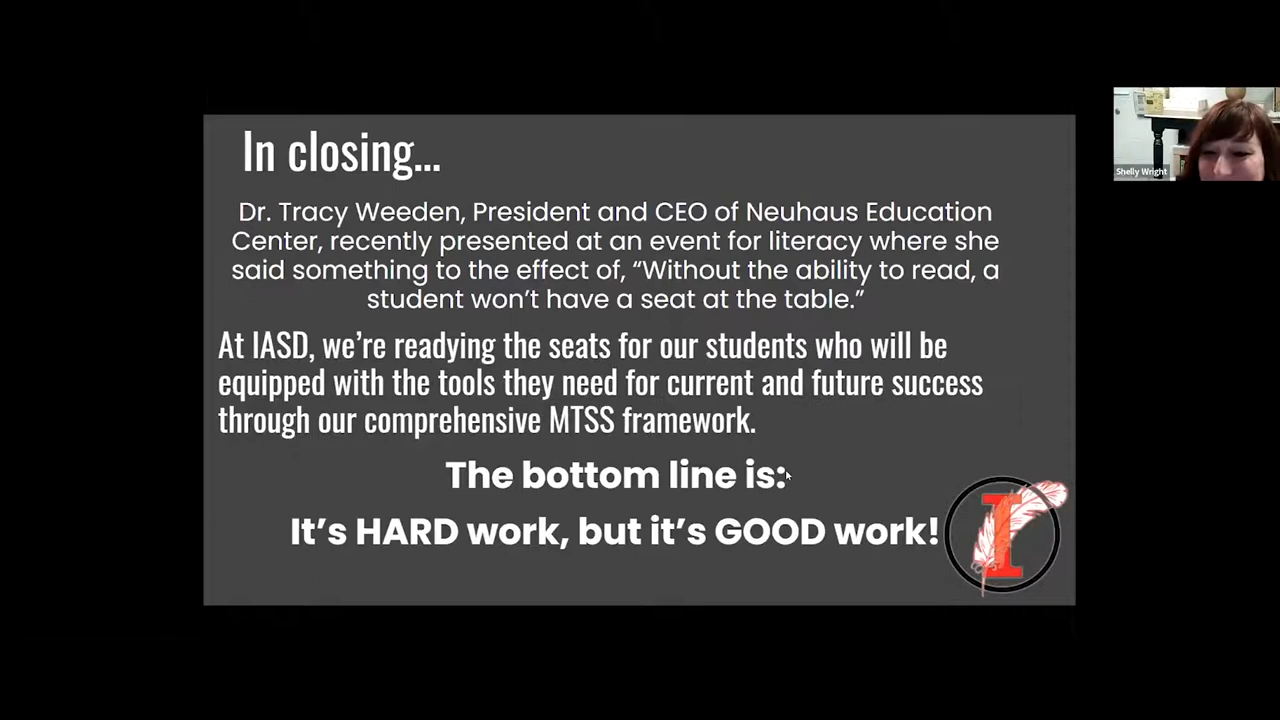 In closing...
Dr. Tracy Weeden, President and CEO of Neuhaus Education
Center, recently presented at an event for literacy where she
said something to the effect of, “Without the ability to read, a
student won’t have a seat at the table.”
At IASD, we’re readying the seats for our students who will be
equipped with the tools they need for current and future success
through our comprehensive MTSS framework.
The bottom line is:
It’s HARD work, but it’s GOOD work!
I
Shelly Wright